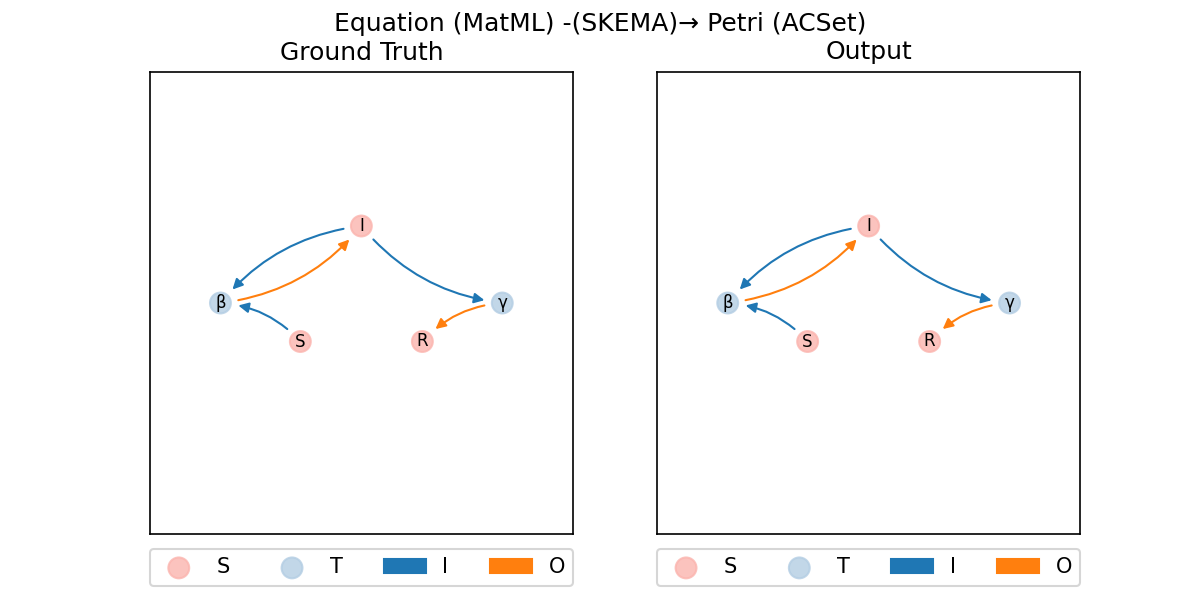 Equation (MatML) -(SKEMA)→ Petri (ACSet)
Ground Truth
I
β
γ
S
R
S T I O
Output
I
β
γ
S
R
S T I O